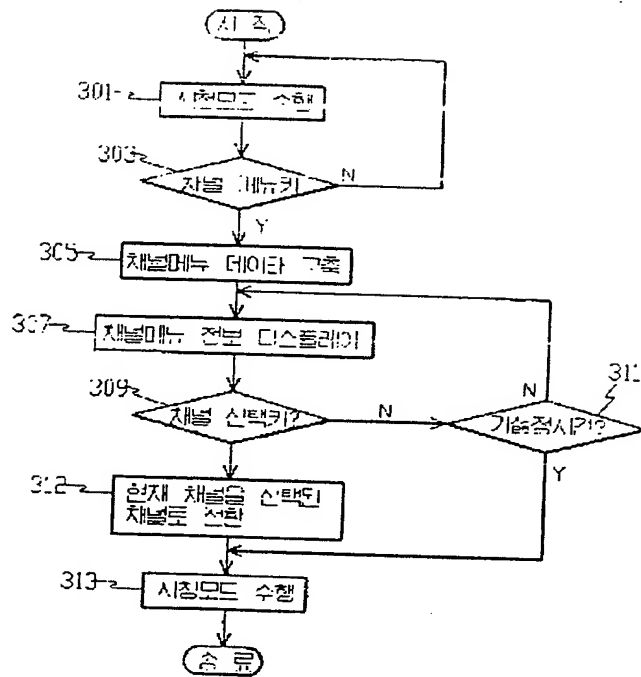 시 작
301
시청모드 수행
303
채널 메뉴키
N
Y
305
채널메뉴 데이타 구축
307
채널메뉴 정보 디스플레이
309
채널 선택키?
N
N
311
Y
312
현재 채널을 선택된
채널로 전환
313
시청모드 수행
종 료